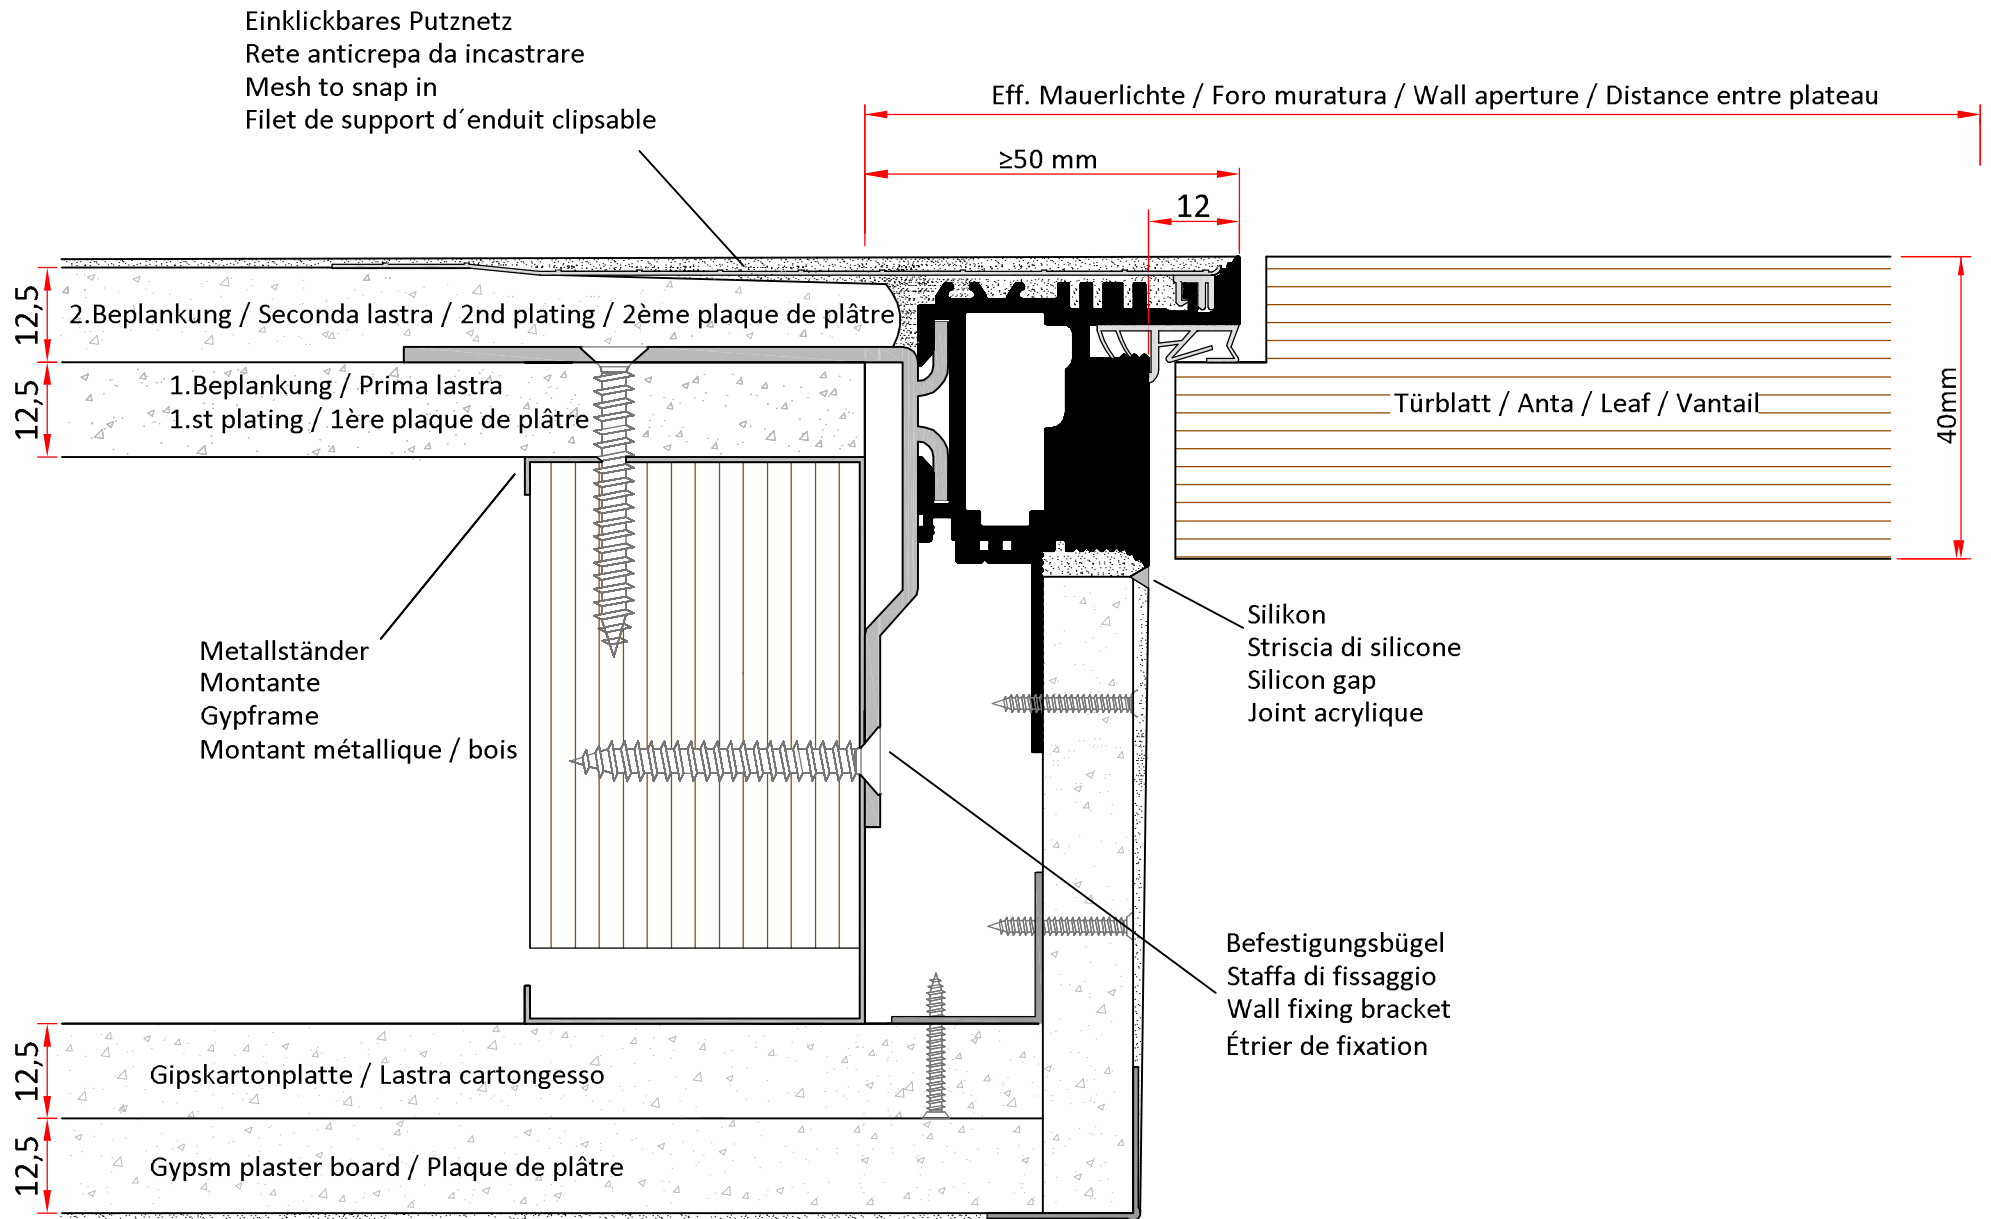 Einklickbares Putznetz
Rete anticrepa da incastrare
Mesh to snap in
Filet de support d´enduit clipsable
Eff. Mauerlichte / Foro muratura / Wall aperture / Distance entre plateau
≥50 mm
12
12,5
2.Beplankung / Seconda lastra / 2nd plating / 2ème plaque de plâtre
12,5
1.Beplankung / Prima lastra
1.st plating / 1ère plaque de plâtre
Türblatt / Anta / Leaf / Vantail
40mm
Metallständer
Montante
Gypframe
Montant métallique / bois
Silikon
Striscia di silicone
Silicon gap
Joint acrylique
Befestigungsbügel
Staffa di fissaggio
Wall fixing bracket
Étrier de fixation
12,5
Gipskartonplatte / Lastra cartongesso
12,5
Gypsm plaster board / Plaque de plâtre